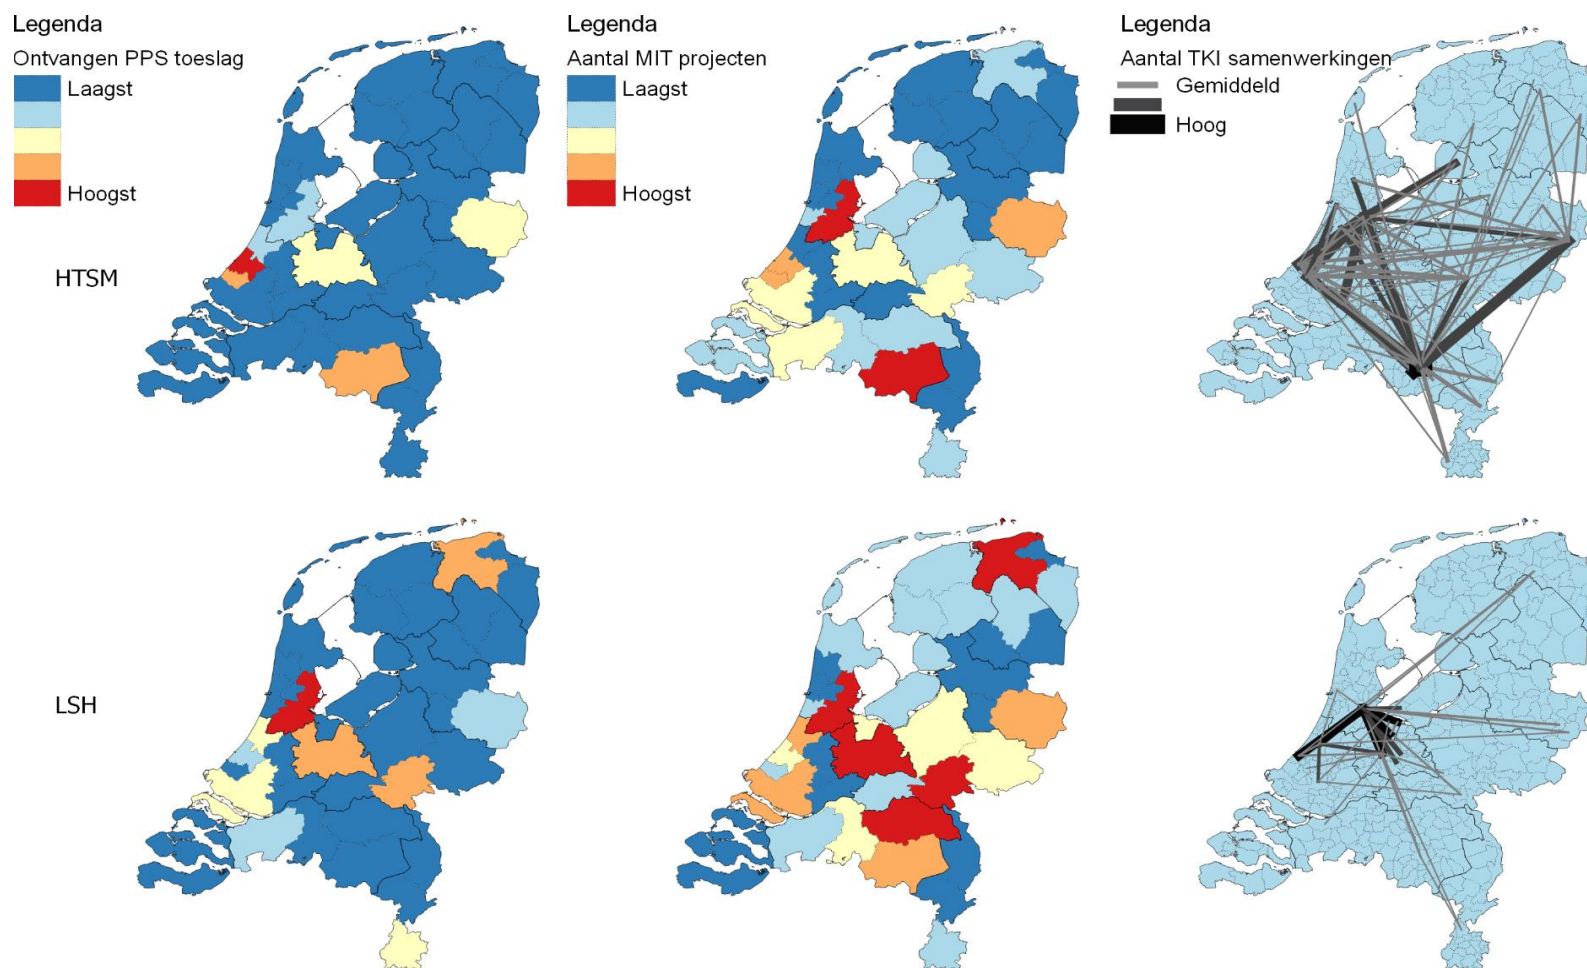 Legenda
Ontvangen PPS toeslag
Laagst
Hoogst
Legenda
Aantal MIT projecten
Laagst
Hoogst
Legenda
Aantal TKI samenwerkingen
Gemiddeld
Hoog
HTSM
LSH